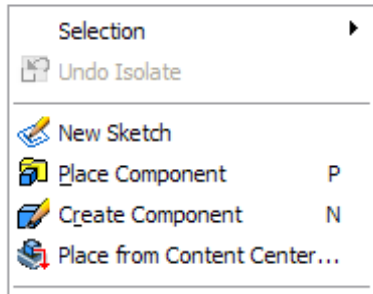 Selection
Undo Isolate
New Sketch
Place Component P
Create Component N
Place from Content Center...